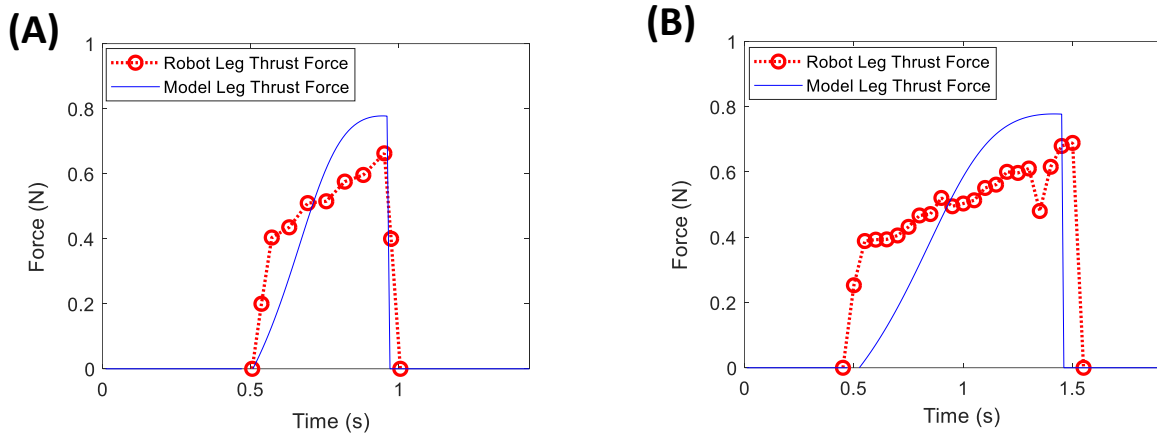 (A)
1
0.8
0.6
0.4
0.2
0
0
0.5
1
Force (N)
Time (s)
Robot Leg Thrust Force
Model Leg Thrust Force
(B)
1
0.8
0.6
0.4
0.2
0
0
0.5
1
1.5
Force (N)
Time (s)
Robot Leg Thrust Force
Model Leg Thrust Force